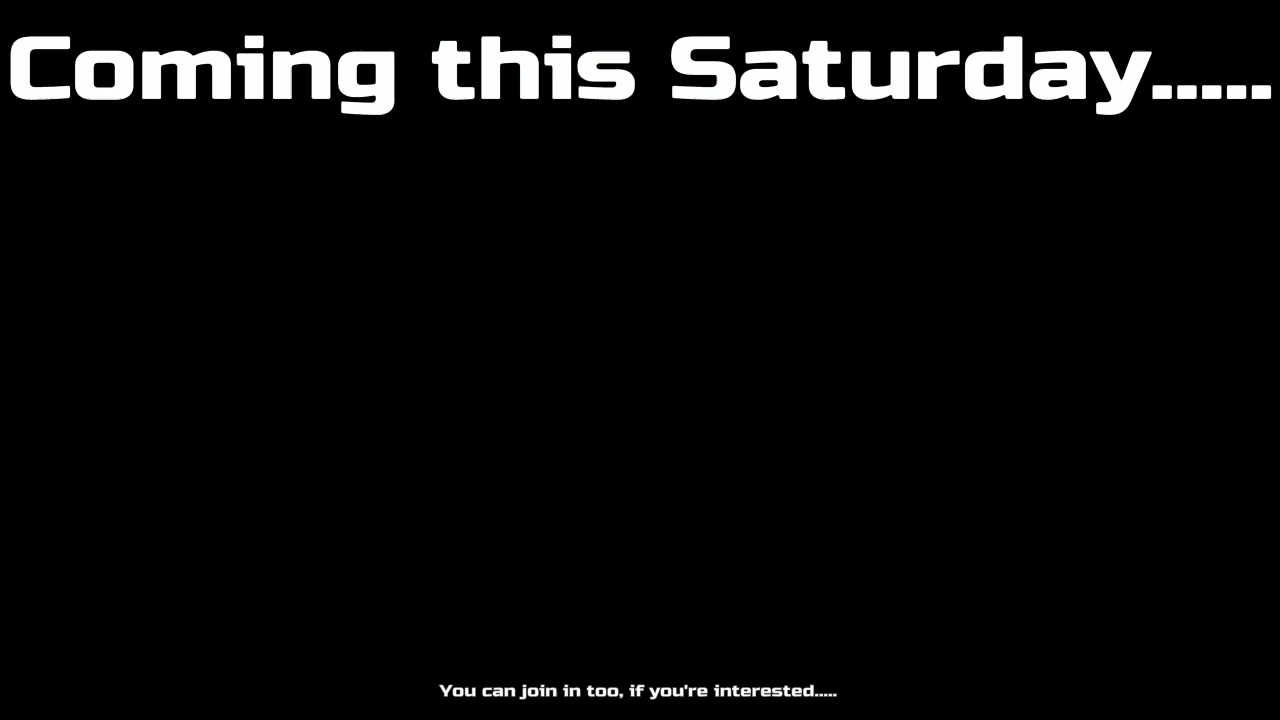 Coming this Saturday.....
You can join in too, if you're interested.....